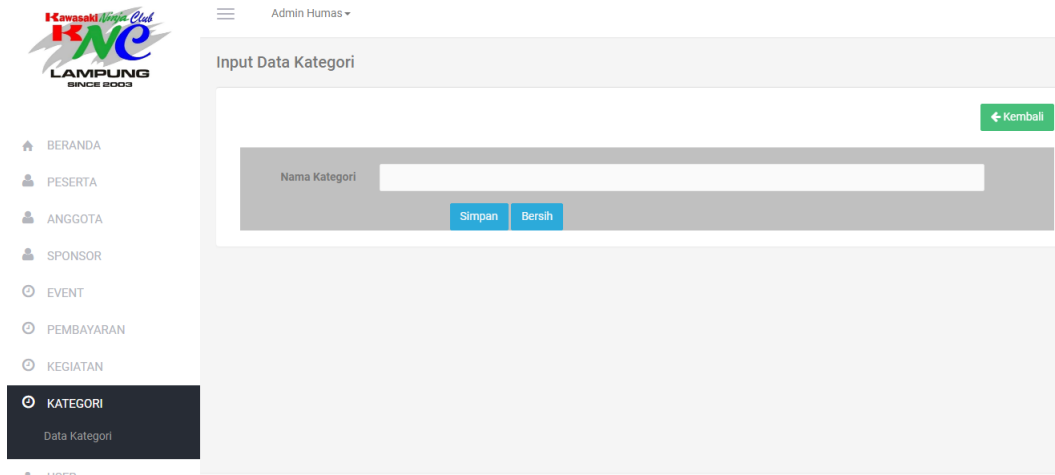 Kawasaki Ninja Club
KNC
LAMPUNG
SINCE 2003
Admin Humas
Input Data Kategori
Kembali
BERANDA
PESERTA
ANGGOTA
SPONSOR
EVENT
PEMBAYARAN
KEGIATAN
KATEGORI
Data Kategori
USER
Nama Kategori
Simpan Bersih